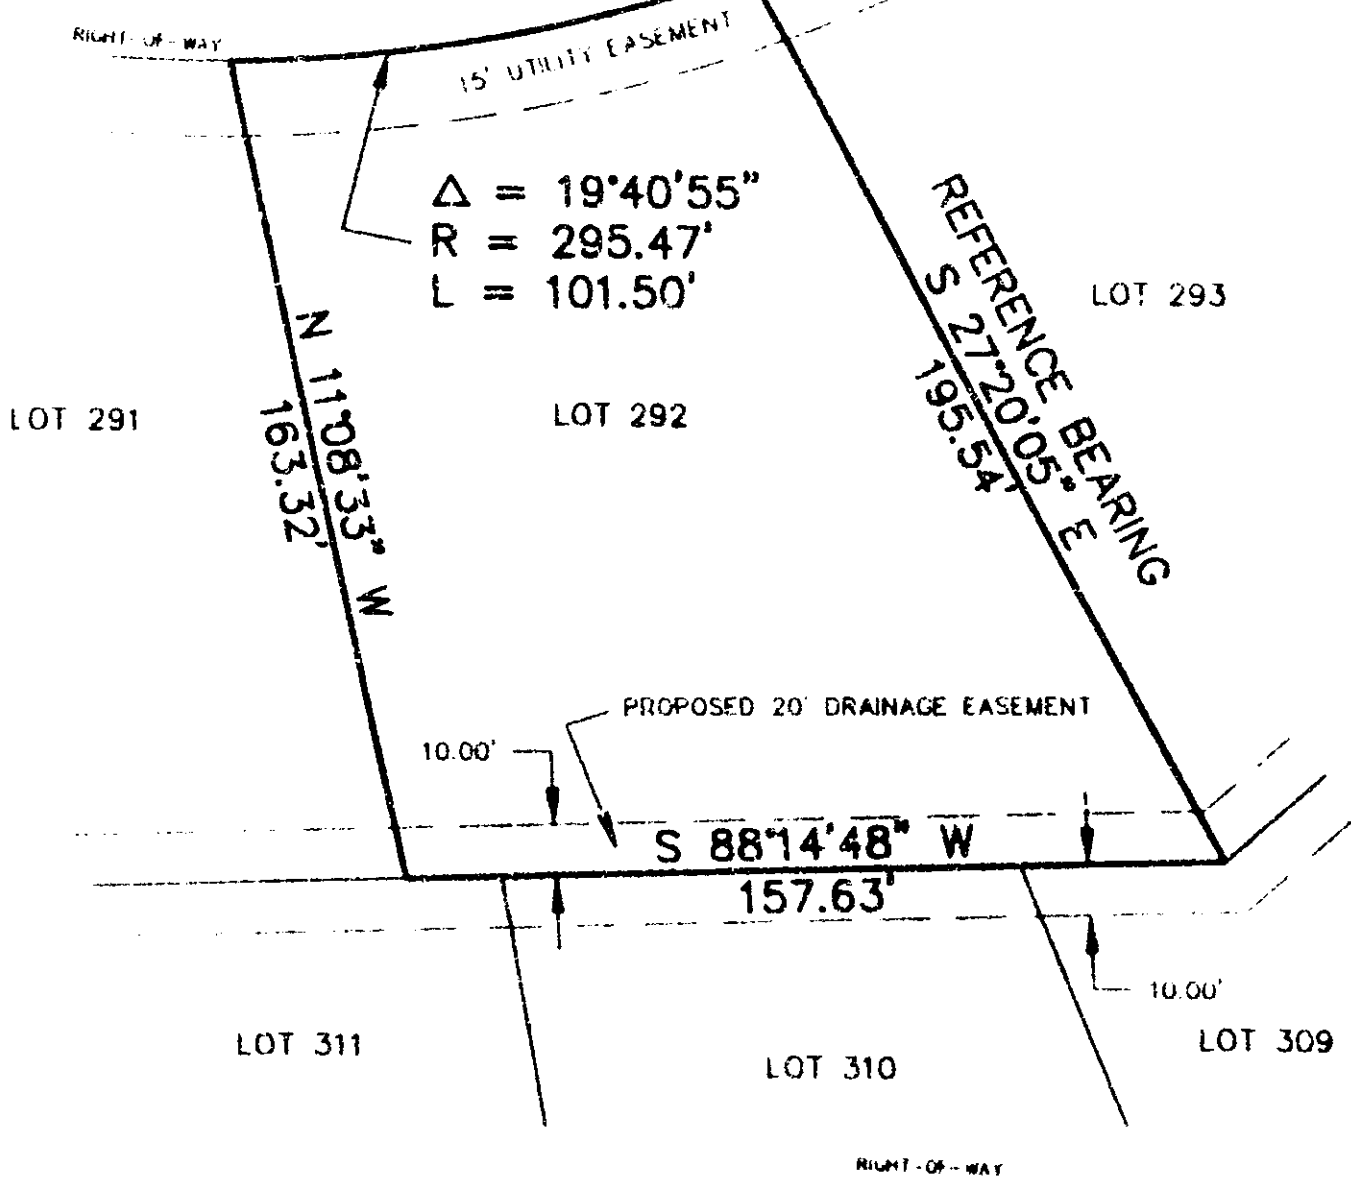 RIGHT-OF-WAY
15' UTILITY EASEMENT
Δ = 19°40'55"
R = 295.47'
L = 101.50'
REFERENCE BEARING
S 27°20'05" E
195.54'
LOT 293
N 11°08'33" W
163.32'
LOT 291
LOT 292
PROPOSED 20' DRAINAGE EASEMENT
10.00'
S 88°14'48" W
157.63'
10.00'
LOT 311
LOT 310
LOT 309
RIGHT-OF-WAY